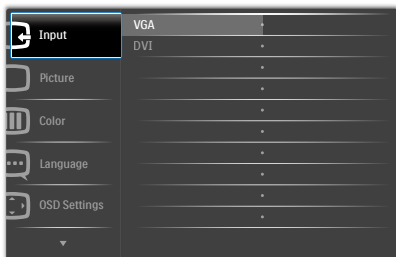 Input
VGA
DVI
Picture
Color
Language
OSD Settings